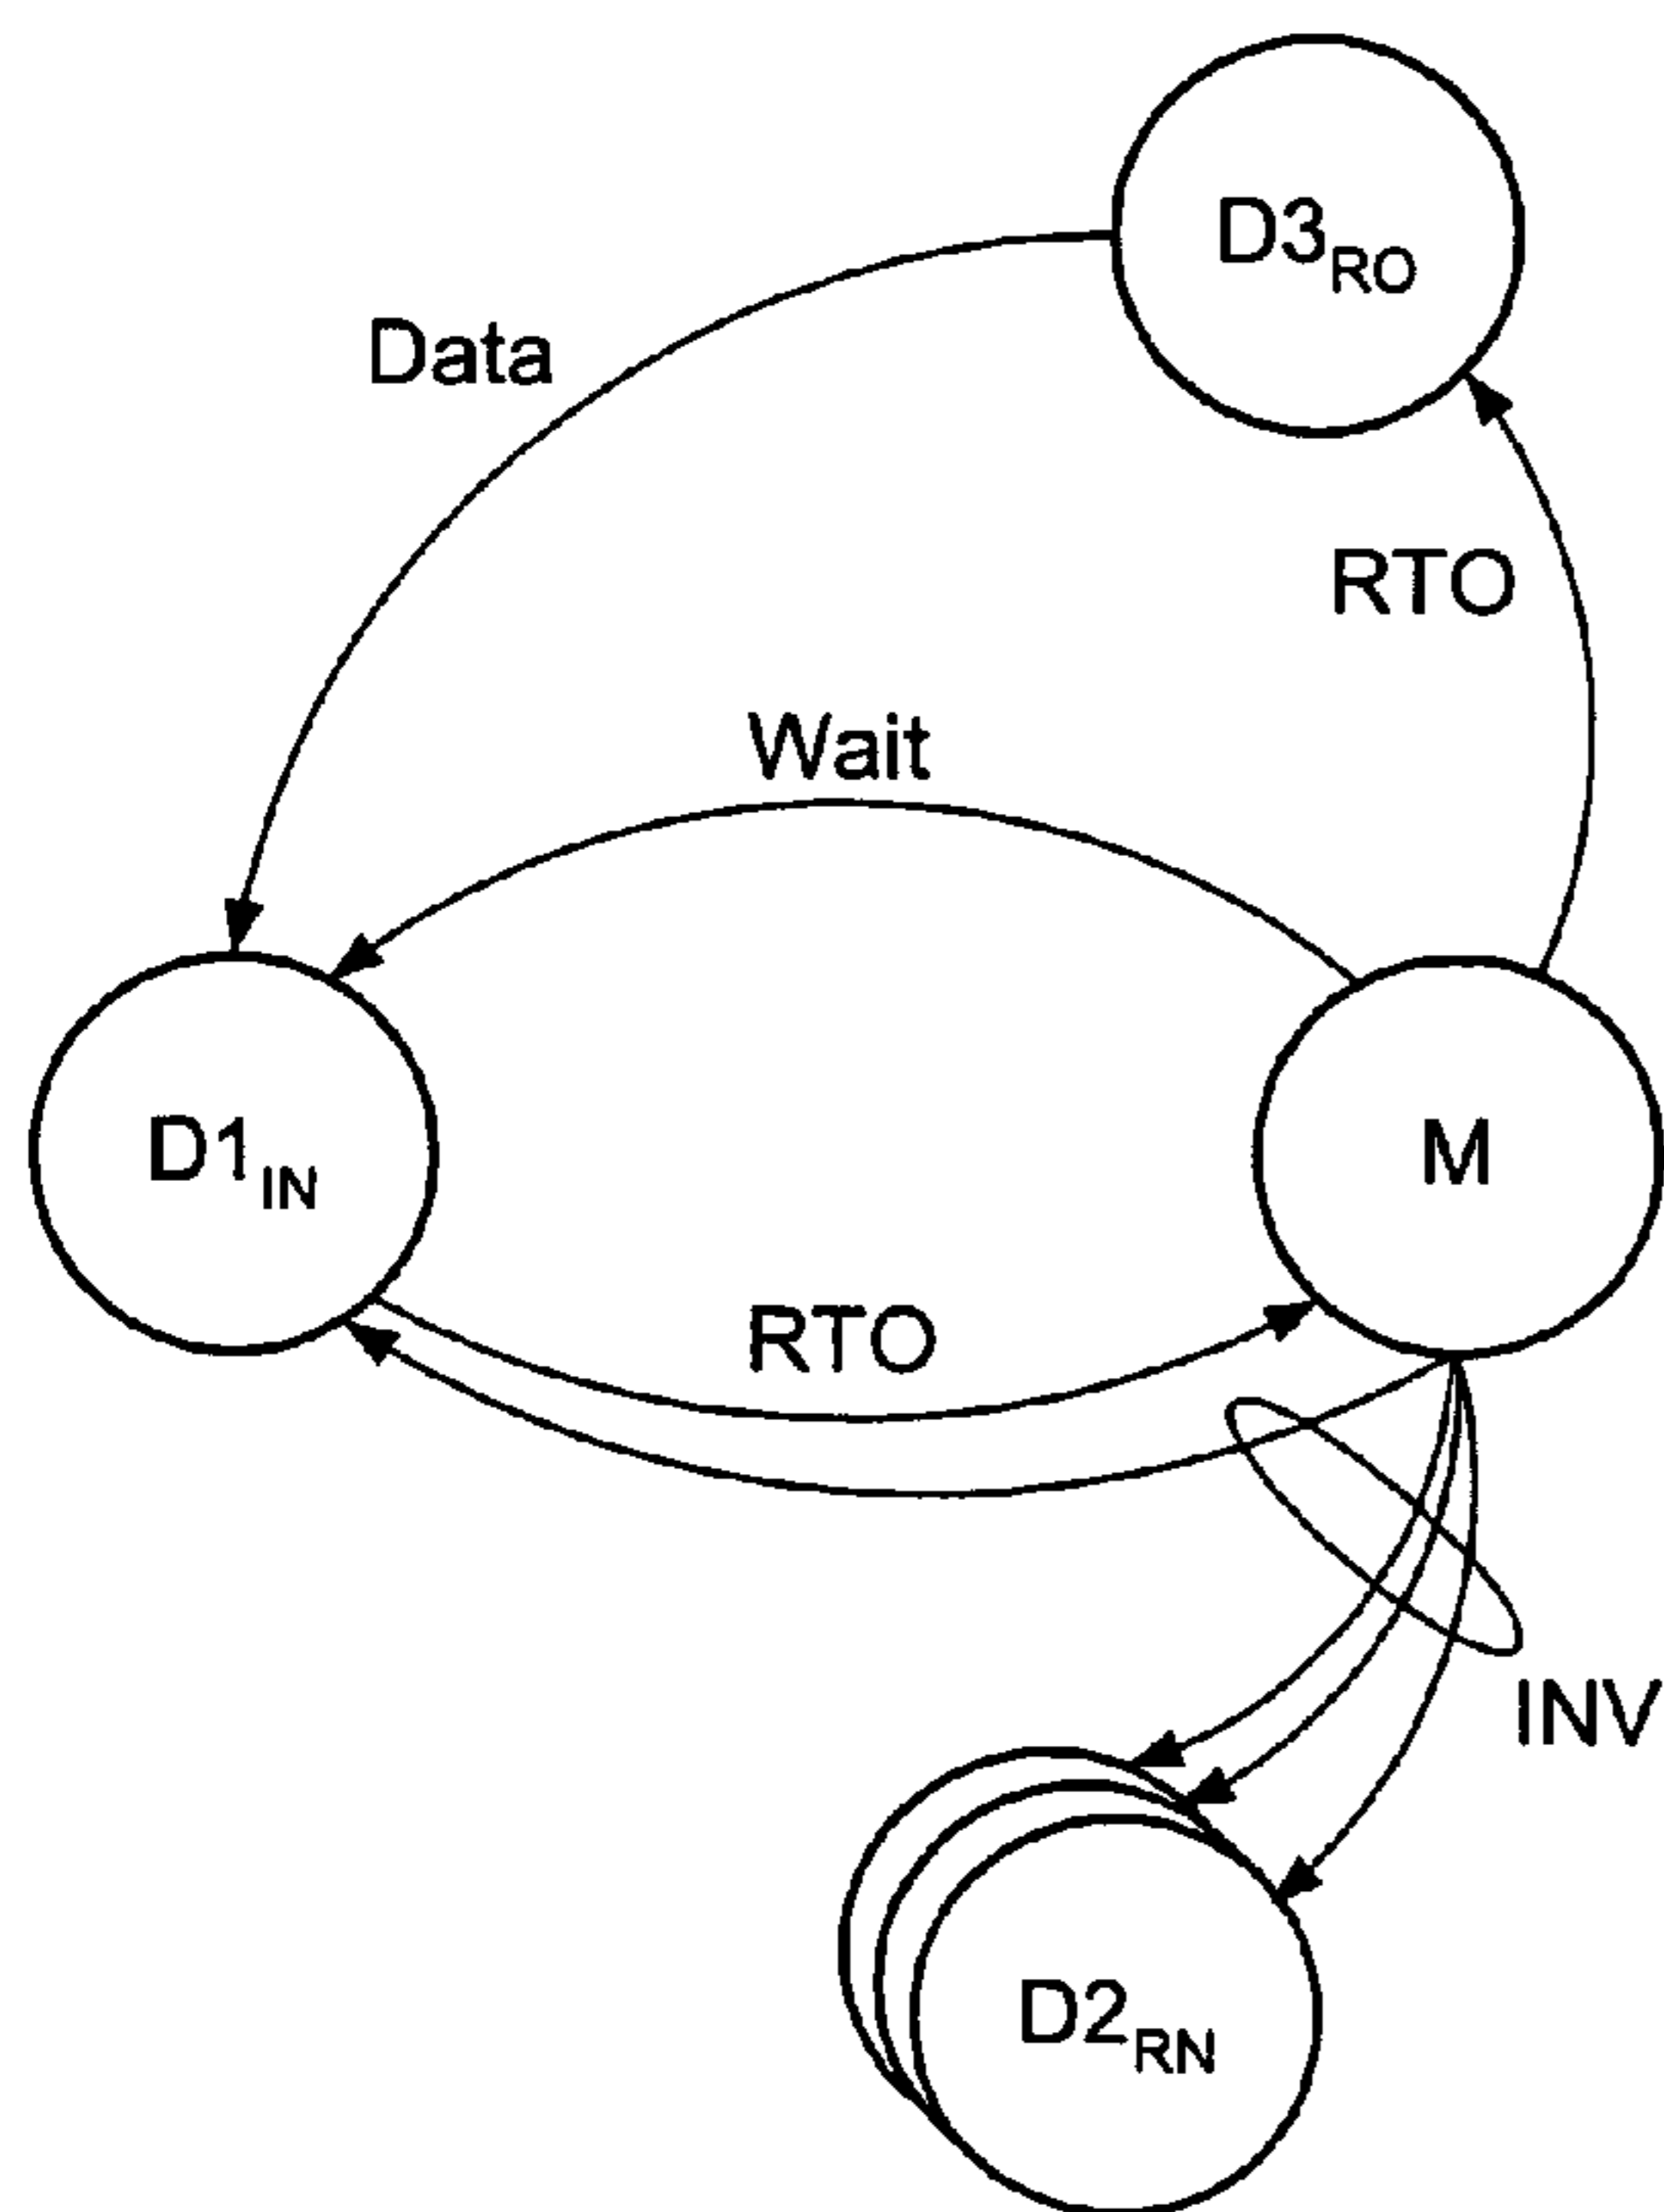 D3RO
Data
RTO
Wait
D1IN
M
RTO
INV
D2RN